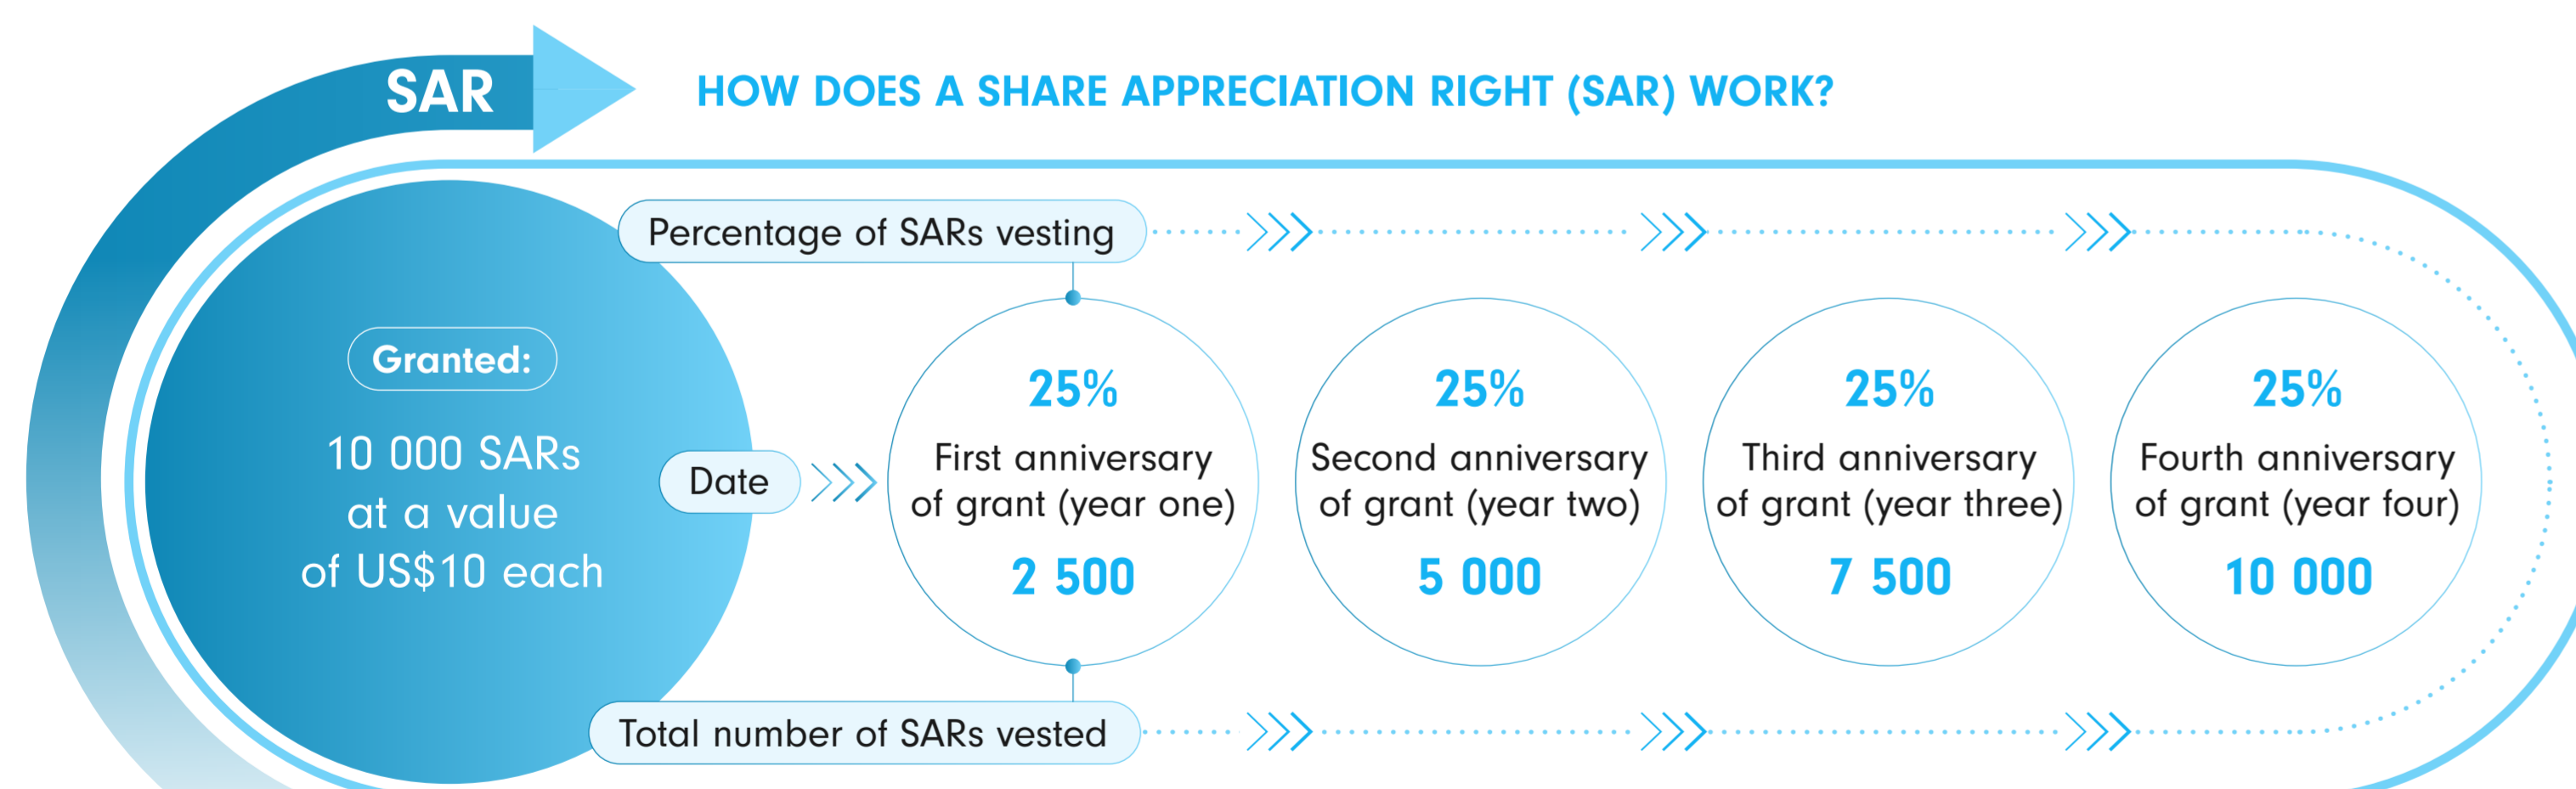 SAR
HOW DOES A SHARE APPRECIATION RIGHT (SAR) WORK?
Granted:
10 000 SARs
at a value
of US$10 each
Percentage of SARs vesting
Date
25%
First anniversary
of grant (year one)
2 500
25%
Second anniversary
of grant (year two)
5 000
25%
Third anniversary
of grant (year three)
7 500
25%
Fourth anniversary
of grant (year four)
10 000
Total number of SARs vested